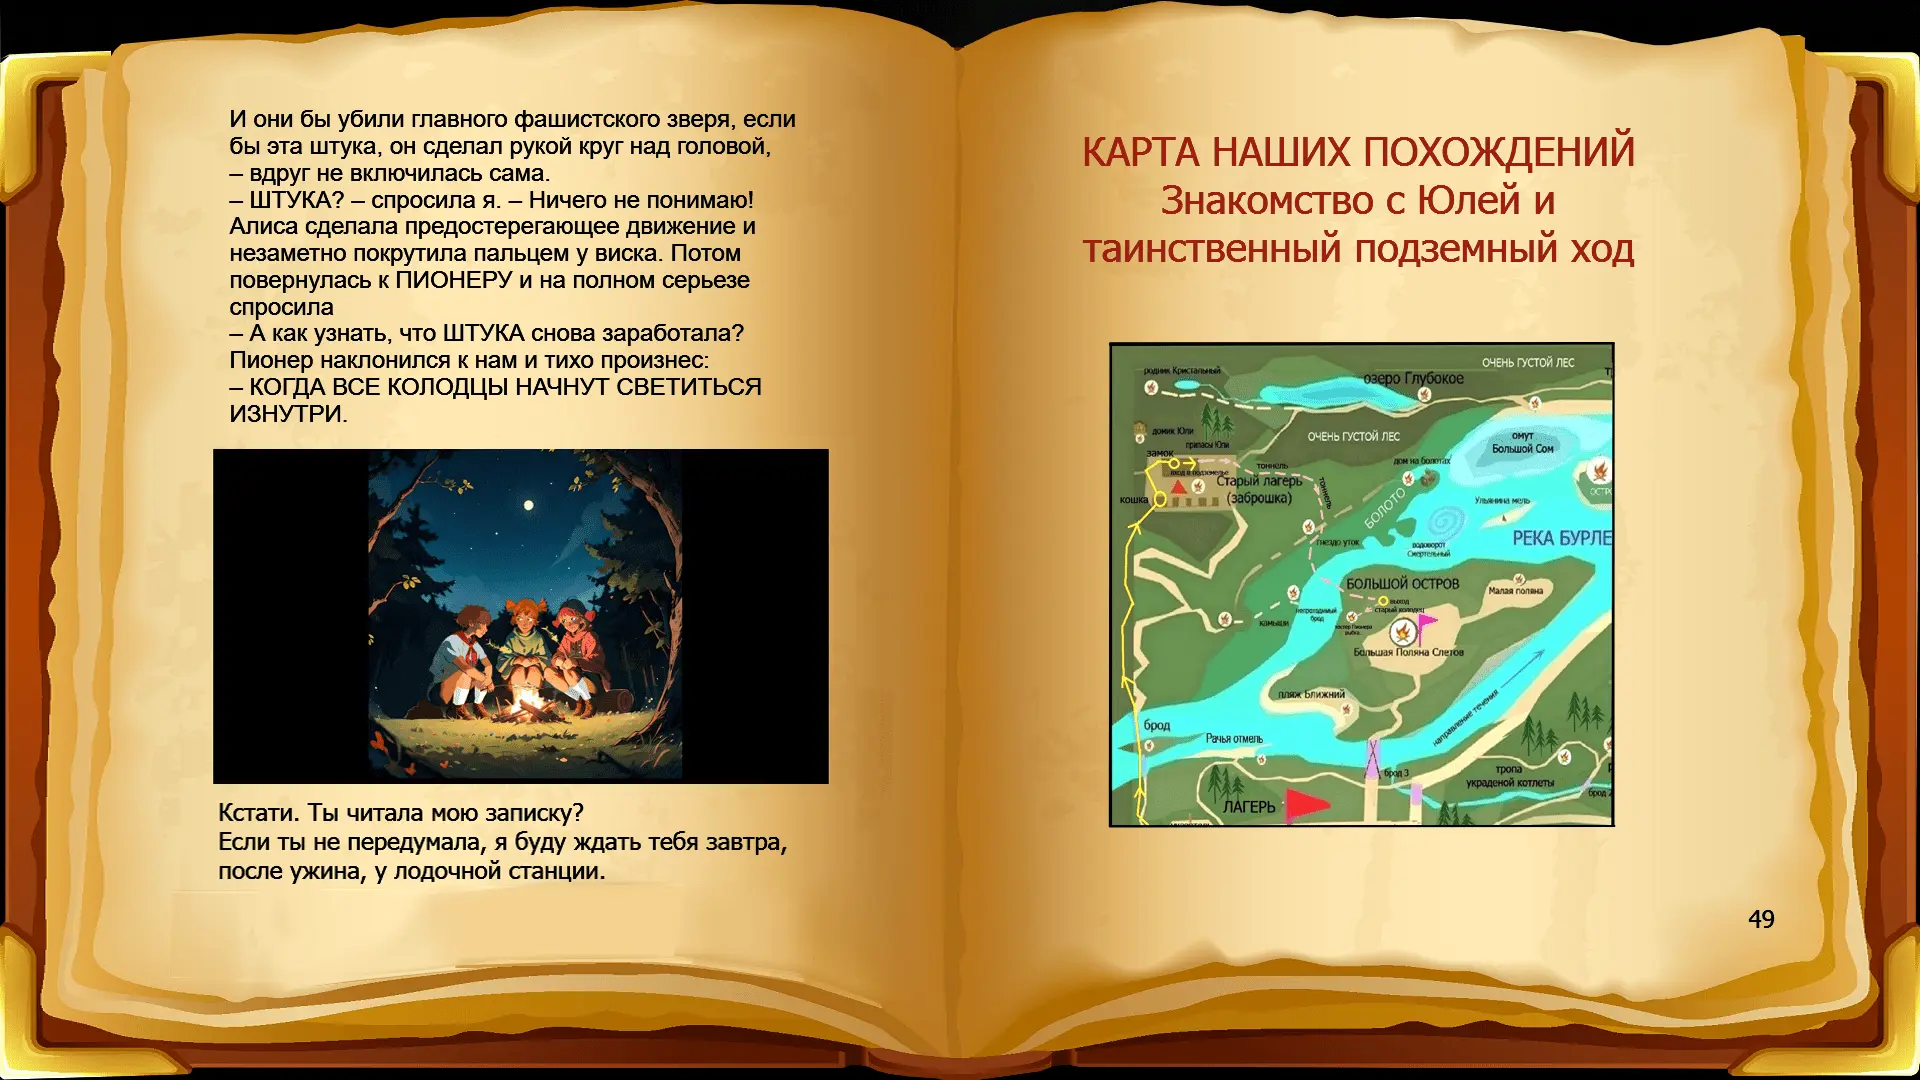 И они бы убили главного фашистского зверя, если
бы эта штука, он сделал рукой круг над головой,
– вдруг не включилась сама.
– ШТУКА? – спросила я. – Ничего не понимаю!
Алиса сделала предостерегающее движение и
незаметно покрутила пальцем у виска. Потом
повернулась к ПИОНЕРУ и на полном серьезе
спросила
– А как узнать, что ШТУКА снова заработала?
Пионер наклонился к нам и тихо произнес:
– КОГДА ВСЕ КОЛОДЦЫ НАЧНУТ СВЕТИТЬСЯ
ИЗНУТРИ.
Кстати. Ты читала мою записку?
Если ты не передумала, я буду ждать тебя завтра,
после ужина, у лодочной станции.
КАРТА НАШИХ ПОХОЖДЕНИЙ
Знакомство с Юлей и
таинственный подземный ход
ОЧЕНЬ ГУСТОЙ ЛЕС
родник Кристальный
озеро Глубокое
домик Юли
припасы Юли
ОЧЕНЬ ГУСТОЙ ЛЕС
омут
Большой Сом
замок
тоннель
вход в подземелье
дом на болотах
Старый лагерь
(заброшка)
тоннель
кошка
БОЛОТО
ОСТРО
Ульянина мель
РЕКА БУРЛЕ
гнездо уток
водоворот
Смертельный
БОЛЬШОЙ ОСТРОВ
Малая поляна
выход
старый колодец
непроходимый
брод
камыши
Большая Поляна Слетов
пляж Ближний
направление течения
брод
Рачья отмель
брод 3
тропа
украденой котлеты
брод
ЛАГЕРЬ
49